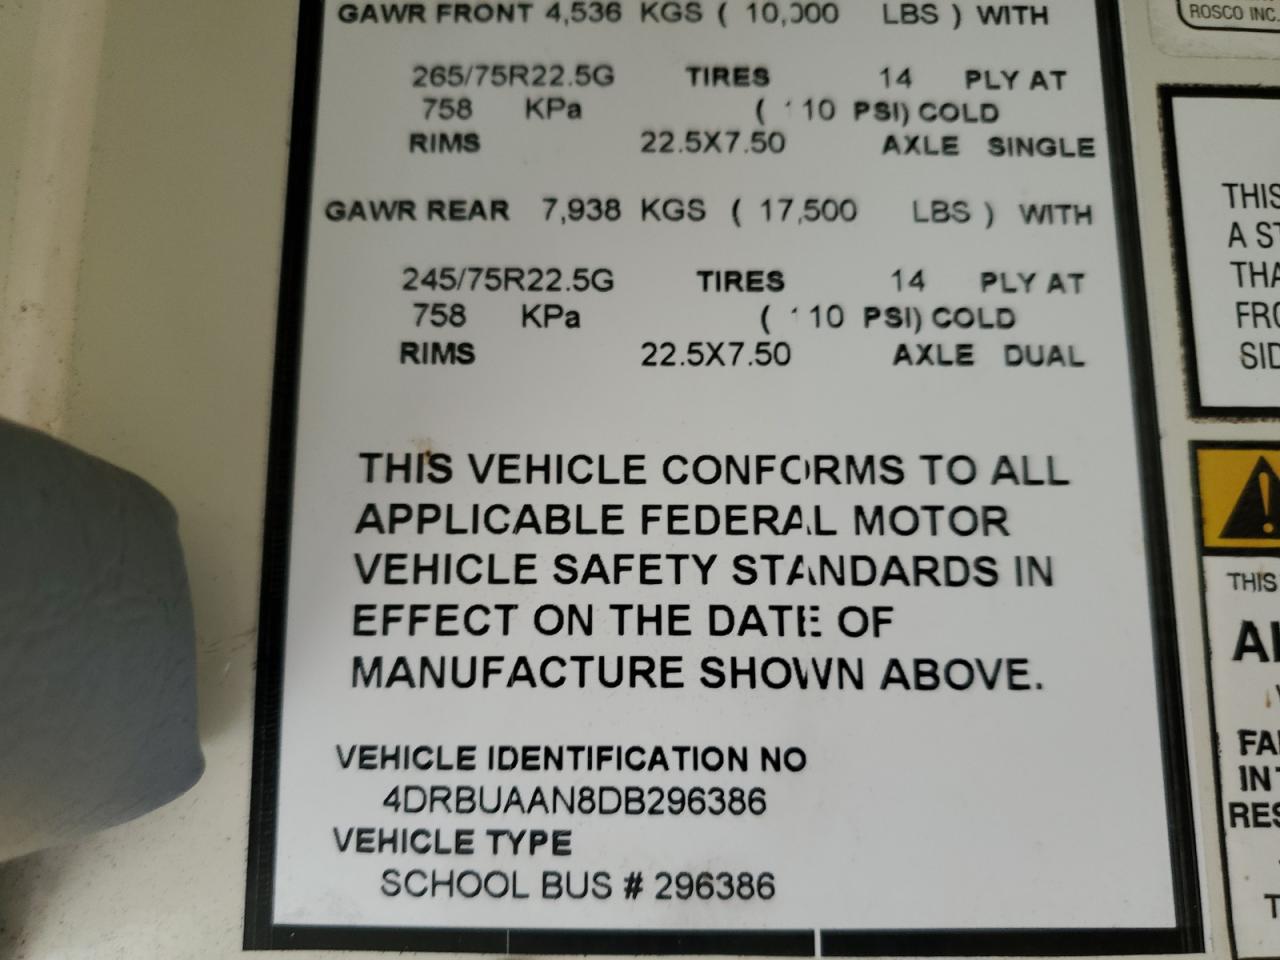 GAWR FRONT 4,536 KGS ( 10,000 LBS ) WITH
265/75R22.5G TIRES 14 PLY AT
758 KPa ( 110 PSI) COLD
RIMS 22.5X7.50 AXLE SINGLE
GAWR REAR 7,938 KGS ( 17,500 LBS ) WITH
245/75R22.5G TIRES 14 PLY AT
758 KPa ( 110 PSI) COLD
RIMS 22.5X7.50 AXLE DUAL
THIS VEHICLE CONFORMS TO ALL
APPLICABLE FEDERAL MOTOR
VEHICLE SAFETY STANDARDS IN
EFFECT ON THE DATE OF
MANUFACTURE SHOWN ABOVE.
VEHICLE IDENTIFICATION NO
4DRBUAAN8DB296386
VEHICLE TYPE
SCHOOL BUS # 296386
ROSCO INC.
THIS
A
THIS